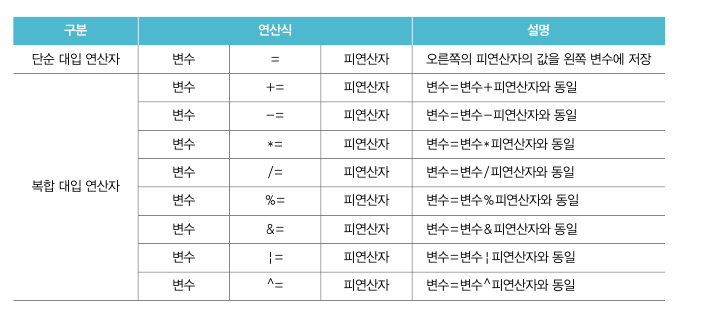 구분 연산식 설명
단순 대입 연산자 변수 = 피연산자 오른쪽의 피연산자의 값을 왼쪽 변수에 저장
복합 대입 연산자
변수 += 피연산자 변수=변수+피연산자와 동일
변수 -= 피연산자 변수=변수-피연산자와 동일
변수 *= 피연산자 변수=변수*피연산자와 동일
변수 /= 피연산자 변수=변수/피연산자와 동일
변수 %= 피연산자 변수=변수%피연산자와 동일
변수 &= 피연산자 변수=변수&피연산자와 동일
변수 ¦= 피연산자 변수=변수¦피연산자와 동일
변수 ^= 피연산자 변수=변수^피연산자와 동일